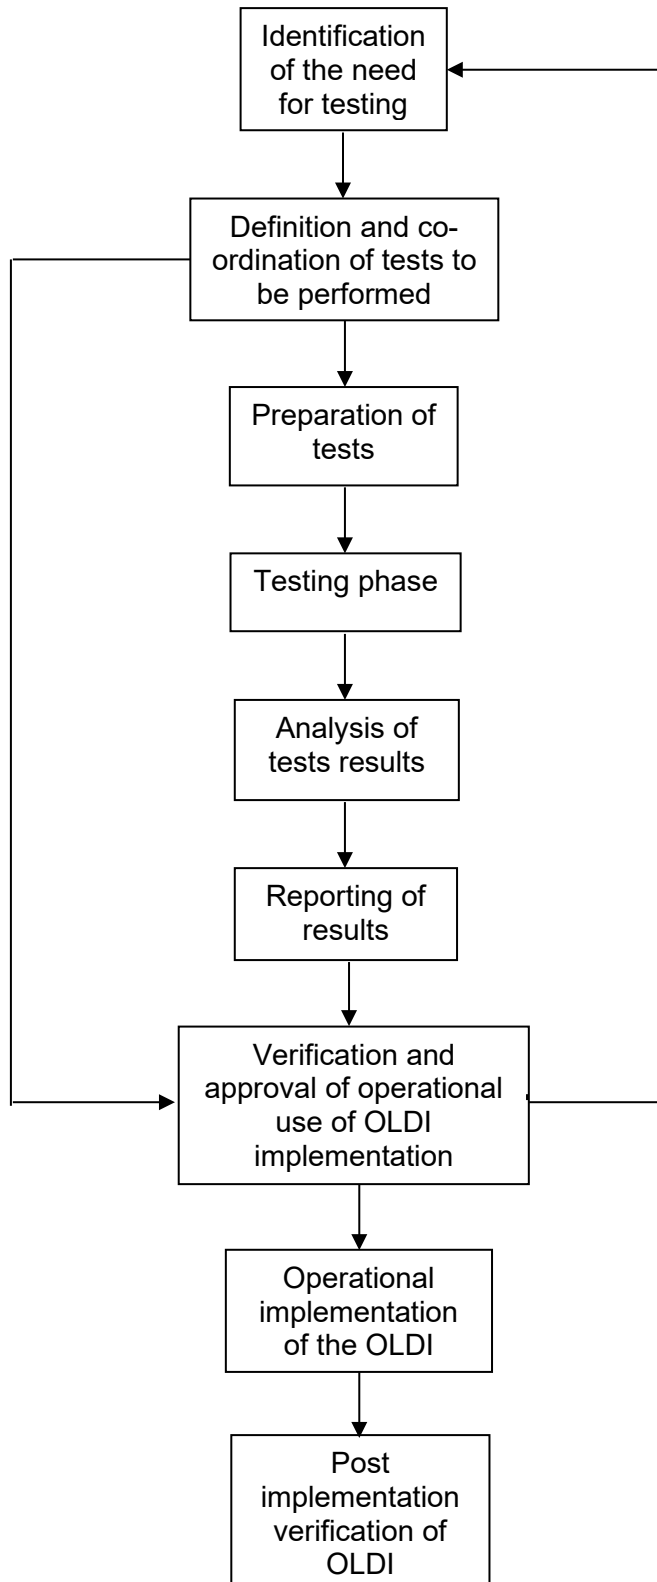 Identification
of the need
for testing
Definition and co-
ordination of tests to
be performed
Preparation of
tests
Testing phase
Analysis of
tests results
Reporting of
results
Verification and
approval of operational
use of OLDI
implementation
Operational
implementation
of the OLDI
Post
implementation
verification of
OLDI